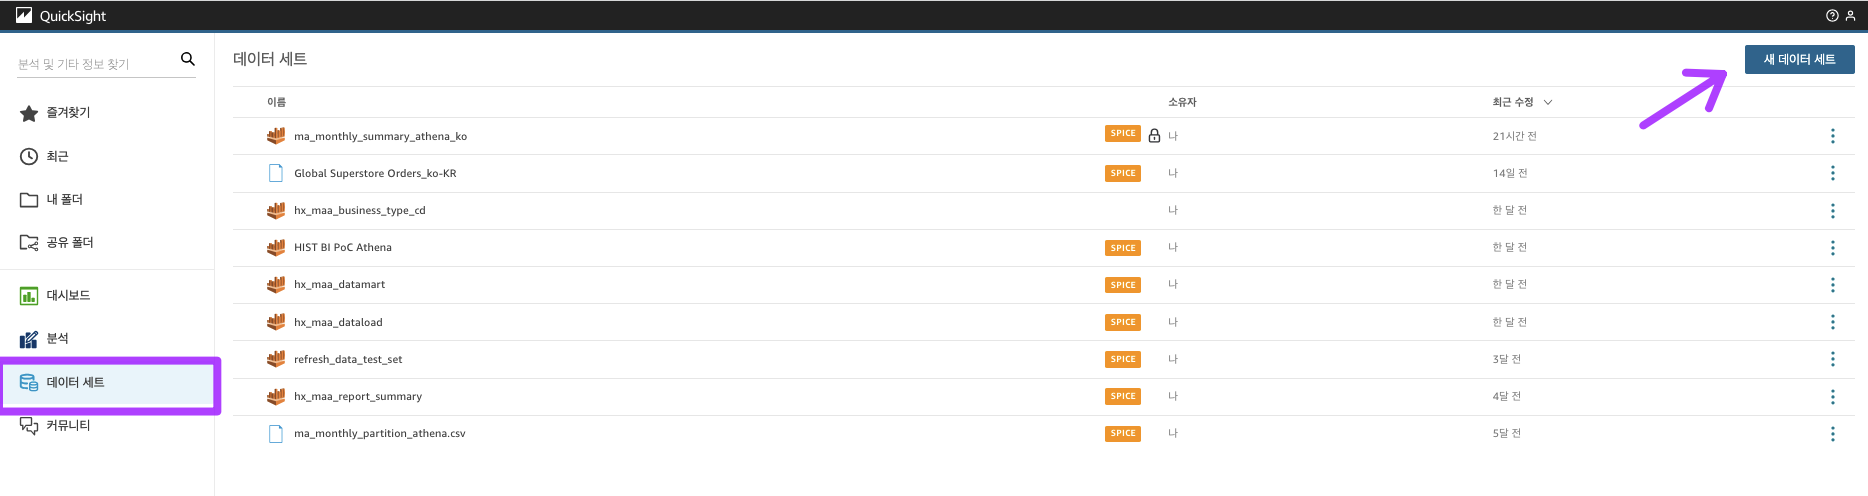 QuickSight
분석 및 기타 정보 찾기
즐겨찾기
최근
내 폴더
공유 폴더
대시보드
분석
데이터 세트
커뮤니티
데이터 세트
새 데이터 세트
이름 소유자 최근 수정
ma_monthly_summary_athena_ko SPICE 나 21시간 전
Global Superstore Orders_ko-KR SPICE 나 14일 전
hx_maa_business_type_cd 나 한 달 전
HIST BI PoC Athena SPICE 나 한 달 전
hx_maa_datamart SPICE 나 한 달 전
hx_maa_dataload SPICE 나 한 달 전
refresh_data_test_set SPICE 나 3달 전
hx_maa_report_summary SPICE 나 4달 전
ma_monthly_partition_athena.csv SPICE 나 5달 전